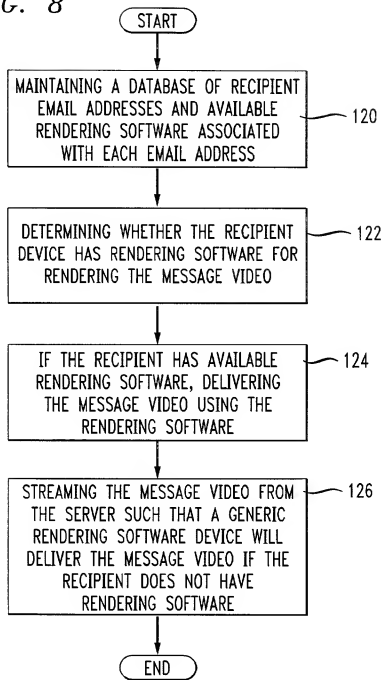 G. 8
START
MAINTAINING A DATABASE OF RECIPIENT
EMAIL ADDRESSES AND AVAILABLE
RENDERING SOFTWARE ASSOCIATED
WITH EACH EMAIL ADDRESS
120
DETERMINING WHETHER THE RECIPIENT
DEVICE HAS RENDERING SOFTWARE FOR
RENDERING THE MESSAGE VIDEO
122
IF THE RECIPIENT HAS AVAILABLE
RENDERING SOFTWARE, DELIVERING
THE MESSAGE VIDEO USING THE
RENDERING SOFTWARE
124
STREAMING THE MESSAGE VIDEO FROM
THE SERVER SUCH THAT A GENERIC
RENDERING SOFTWARE DEVICE WILL
DELIVER THE MESSAGE VIDEO IF THE
RECIPIENT DOES NOT HAVE
RENDERING SOFTWARE
126
END